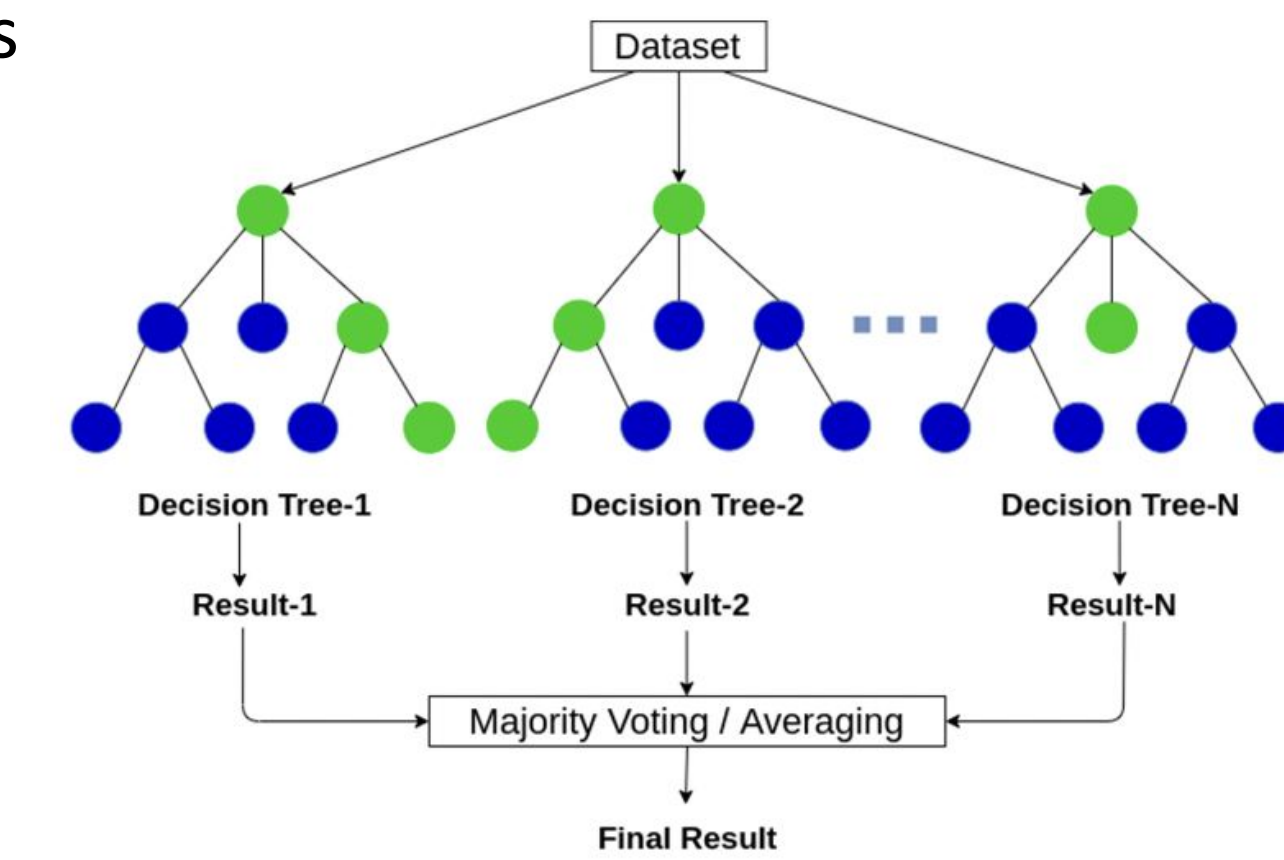 s
Dataset
Decision Tree-1
Decision Tree-2
Decision Tree-N
Result-1
Result-2
Result-N
Majority Voting / Averaging
Final Result